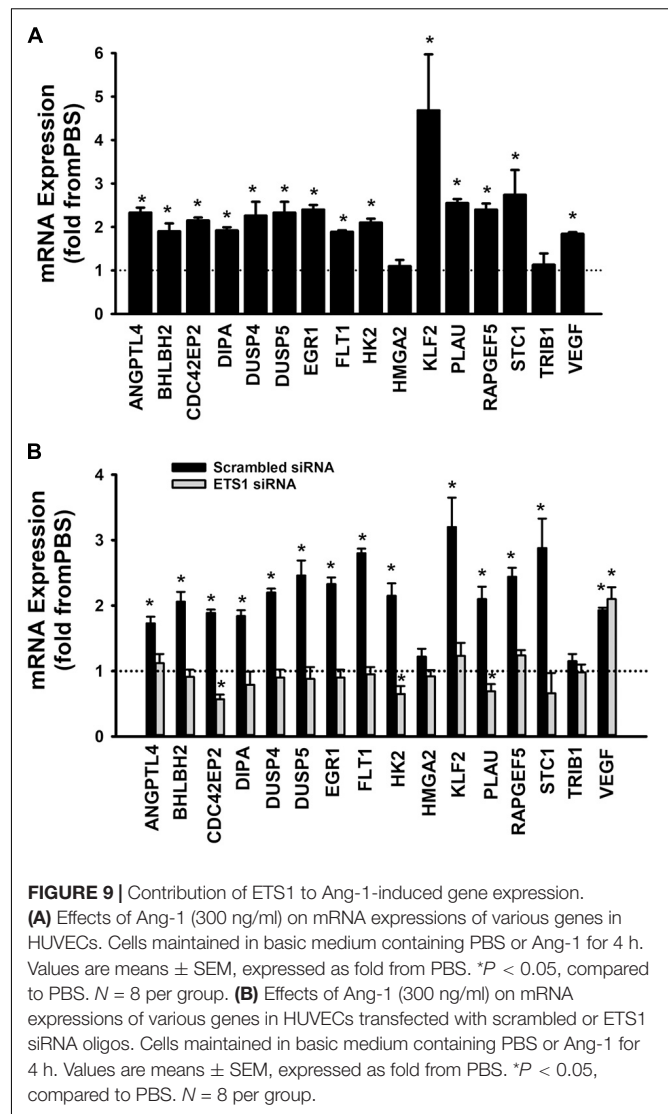 A
mRNA Expression
(fold fromPBS)
6
5
4
3
2
1
0
* * * * * * * * * * * * * *
ANGPTL4
BHLBH2
CDC42EP2
DIPA
DUSP4
DUSP5
EGR1
FLT1
HK2
HMGA2
KLF2
PLAU
RAPGEF5
STC1
TRIB1
VEGF
B
Scrambled siRNA
ETS1 siRNA
mRNA Expression
(fold fromPBS)
4
3
2
1
0
* * * * * * * * * * * * * * * * * *
ANGPTL4
BHLBH2
CDC42EP2
DIPA
DUSP4
DUSP5
EGR1
FLT1
HK2
HMGA2
KLF2
PLAU
RAPGEF5
STC1
TRIB1
VEGF
FIGURE 9 | Contribution of ETS1 to Ang-1-induced gene expression.
(A) Effects of Ang-1 (300 ng/ml) on mRNA expressions of various genes in
HUVECs. Cells maintained in basic medium containing PBS or Ang-1 for 4 h.
Values are means ± SEM, expressed as fold from PBS. *P < 0.05, compared
to PBS. N = 8 per group. (B) Effects of Ang-1 (300 ng/ml) on mRNA
expressions of various genes in HUVECs transfected with scrambled or ETS1
siRNA oligos. Cells maintained in basic medium containing PBS or Ang-1 for
4 h. Values are means ± SEM, expressed as fold from PBS. *P < 0.05,
compared to PBS. N = 8 per group.